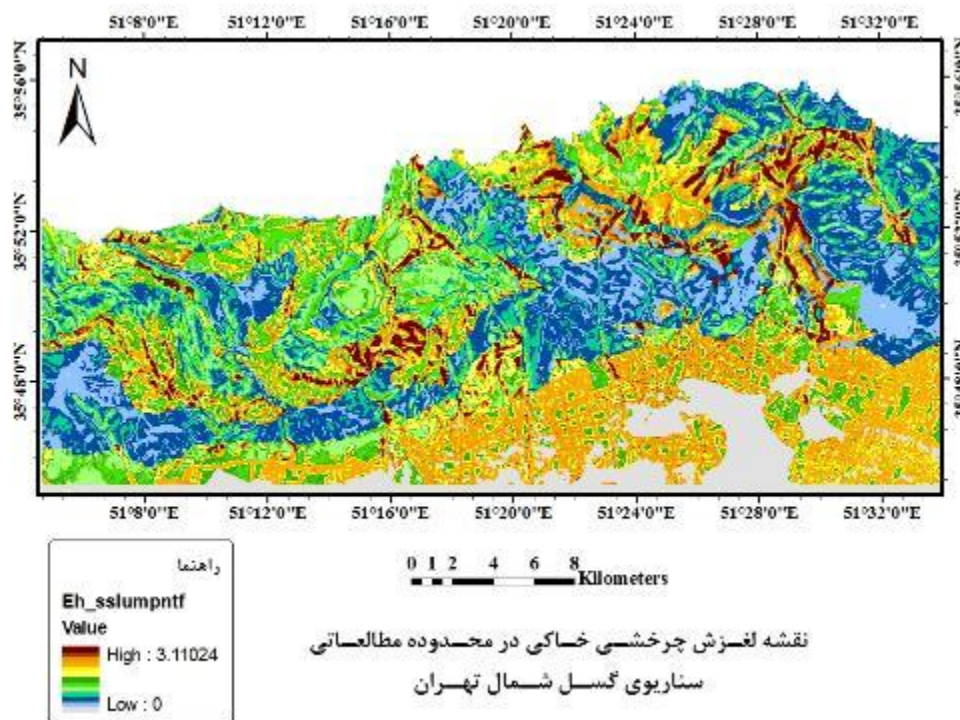 51°8'0"E 51°12'0"E 51°16'0"E 51°20'0"E 51°24'0"E 51°28'0"E 51°32'0"E
35°56'0"N
35°52'0"N
35°48'0"N
N
51°8'0"E 51°12'0"E 51°16'0"E 51°20'0"E 51°24'0"E 51°28'0"E 51°32'0"E
راهنما
Eh_sslumpntf
Value
High : 3.11024
Low : 0
0 1 2 4 6 8
Kilometers
نقشه لغزش چرخشی خاکی در محدوده مطالعاتی
سناریوی گسل شمال تهران